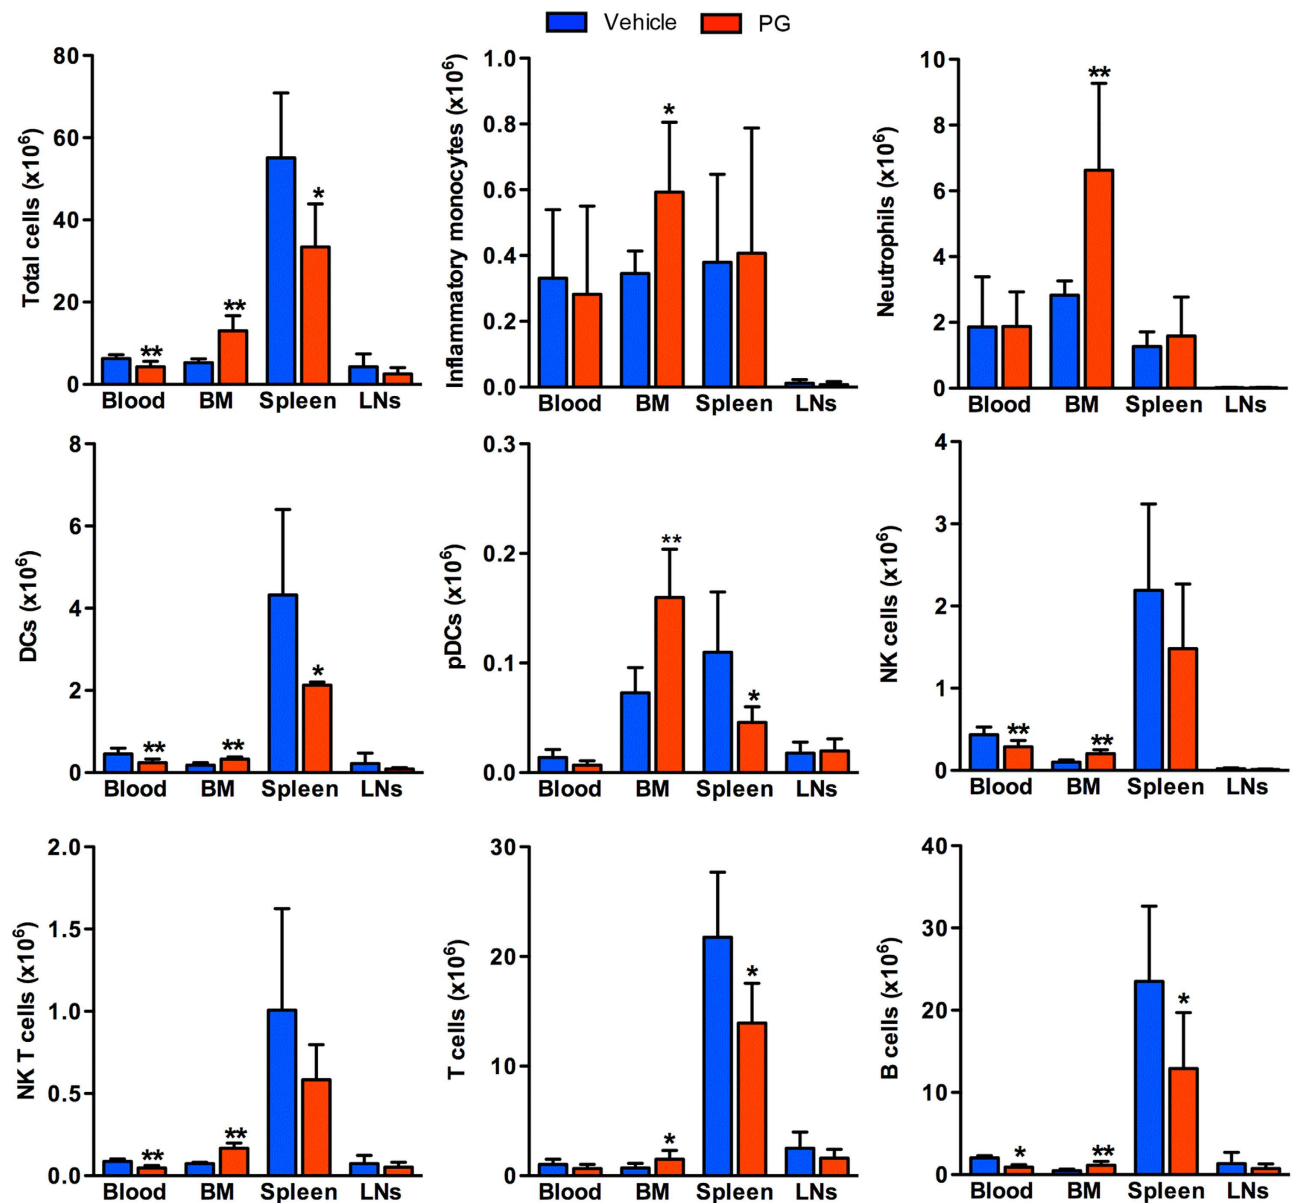 Vehicle PG
Total cells (x10⁶)
80
60
40
20
0
** ** *
Blood BM Spleen LNs
Inflammatory monocytes (x10⁶)
1.0
0.8
0.6
0.4
0.2
0.0
*
Blood BM Spleen LNs
Neutrophils (x10⁶)
10
8
6
4
2
0
**
Blood BM Spleen LNs
DCs (x10⁶)
8
6
4
2
0
** ** *
Blood BM Spleen LNs
pDCs (x10⁶)
0.3
0.2
0.1
0.0
** *
Blood BM Spleen LNs
NK cells (x10⁶)
4
3
2
1
0
** **
Blood BM Spleen LNs
NK T cells (x10⁶)
2.0
1.5
1.0
0.5
0.0
** **
Blood BM Spleen LNs
T cells (x10⁶)
30
20
10
0
* *
Blood BM Spleen LNs
B cells (x10⁶)
40
30
20
10
0
* ** *
Blood BM Spleen LNs